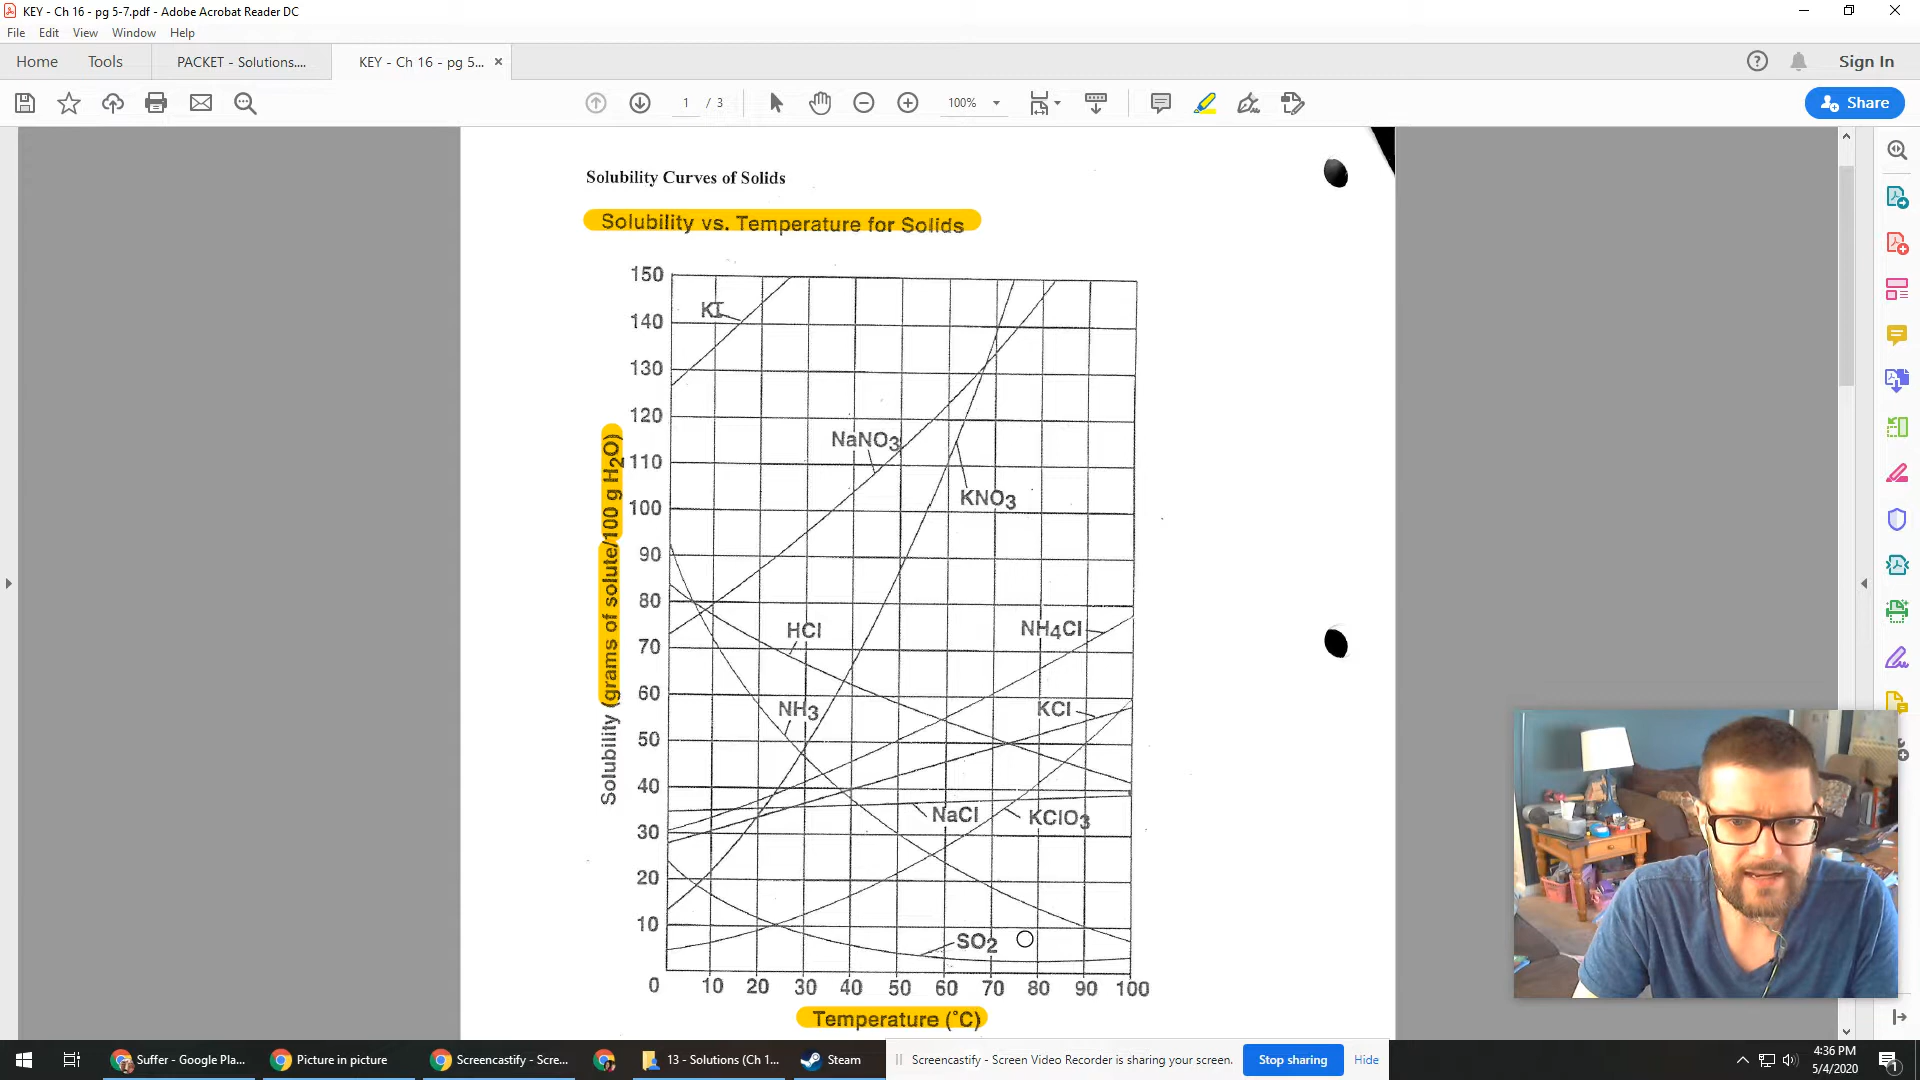 KEY - Ch 16 - pg 5-7.pdf - Adobe Acrobat Reader DC
File Edit View Window Help
Home Tools PACKET - Solutions.... KEY - Ch 16 - pg 5... × Sign In
1 / 3 100% Share
Solubility Curves of Solids
Solubility vs. Temperature for Solids
150
KI
140
130
120
NaNO3
110
KNO3
100
90
80
HCl
NH4Cl
70
60
NH3
KCl
50
40
NaCl
KClO3
30
20
10
SO2
0 10 20 30 40 50 60 70 80 90 100
Solubility (grams of solute/100 g H2O)
Temperature (°C)
Suffer - Google Pla... Picture in picture Screencastify - Scre... 13 - Solutions (Ch 1... Steam
Screencastify - Screen Video Recorder is sharing your screen. Stop sharing Hide
4:36 PM
5/4/2020
1